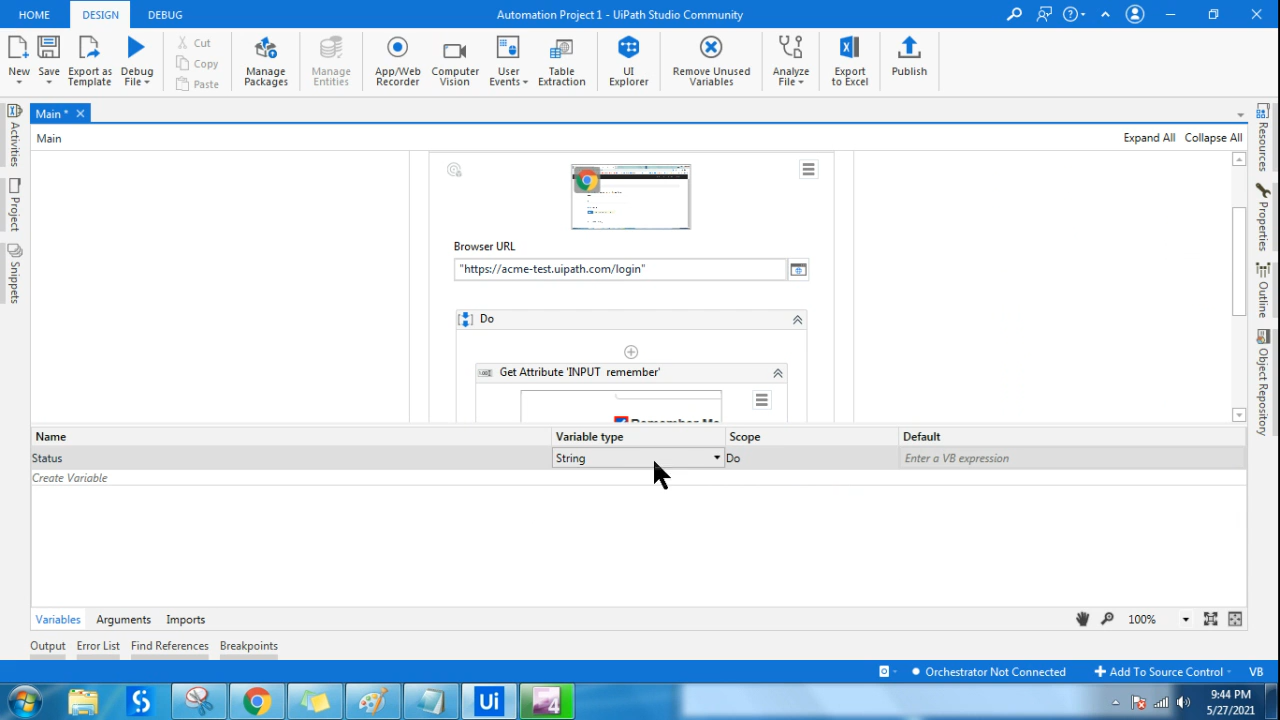 HOME DESIGN DEBUG Automation Project1 - UiPath Studio Community
New Save Export as Template Debug File Cut Copy Paste Manage Packages Manage Entities App/Web Recorder Computer Vision User Events Table Extraction UI Explorer Remove Unused Variables Analyze File Export to Excel Publish
Main *
Main Expand All Collapse All
Activities
Project
Snippets
Resources
Properties
Outline
Object Repository
Browser URL
"https://acme-test.uipath.com/login"
Do
Get Attribute 'INPUT remember'
Name Variable type Scope Default
Status String Do Enter a VB expression
Create Variable
Variables Arguments Imports 100%
Output Error List Find References Breakpoints
Orchestrator Not Connected Add To Source Control VB
Ui
9:44 PM
5/27/2021